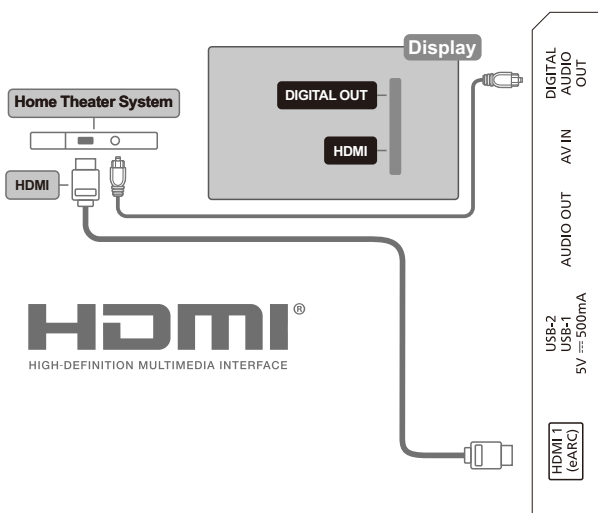 Display
Home Theater System
DIGITAL OUT
HDMI
HDMI
HDMI®
HIGH-DEFINITION MULTIMEDIA INTERFACE
DIGITAL
AUDIO
OUT
AV IN
AUDIO OUT
USB-2
USB-1
5V ⎓ 500mA
HDMI 1
(eARC)